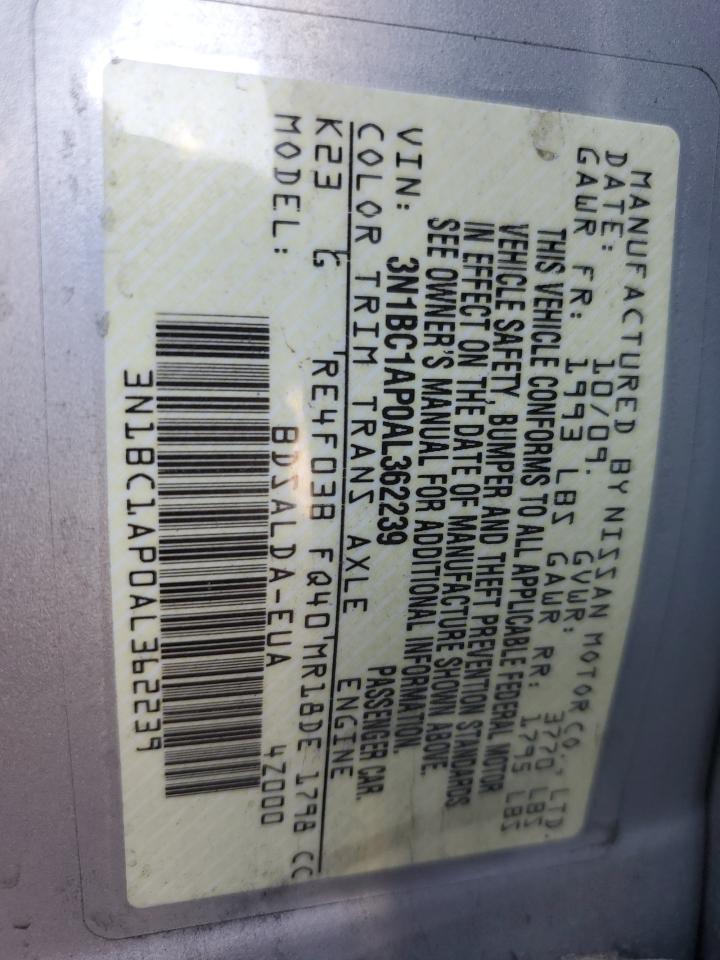 MANUFACTURED BY NISSAN MOTOR CO., LTD.
DATE: 10/09. GVWR: 3770 LBS
GAWR FR: 1993 LBS GAWR RR: 1795 LBS
THIS VEHICLE CONFORMS TO ALL APPLICABLE FEDERAL MOTOR
VEHICLE SAFETY, BUMPER AND THEFT PREVENTION STANDARDS
IN EFFECT ON THE DATE OF MANUFACTURE SHOWN ABOVE.
SEE OWNER'S MANUAL FOR ADDITIONAL INFORMATION.
VIN: 3N1BC1AP0AL362239 PASSENGER CAR.
COLOR TRIM TRANS AXLE ENGINE
K23 G RE4F03B FQ40 MR18DE 1798 CC
MODEL: BDSALDA-EUA 4Z000
3N1BC1AP0AL362239